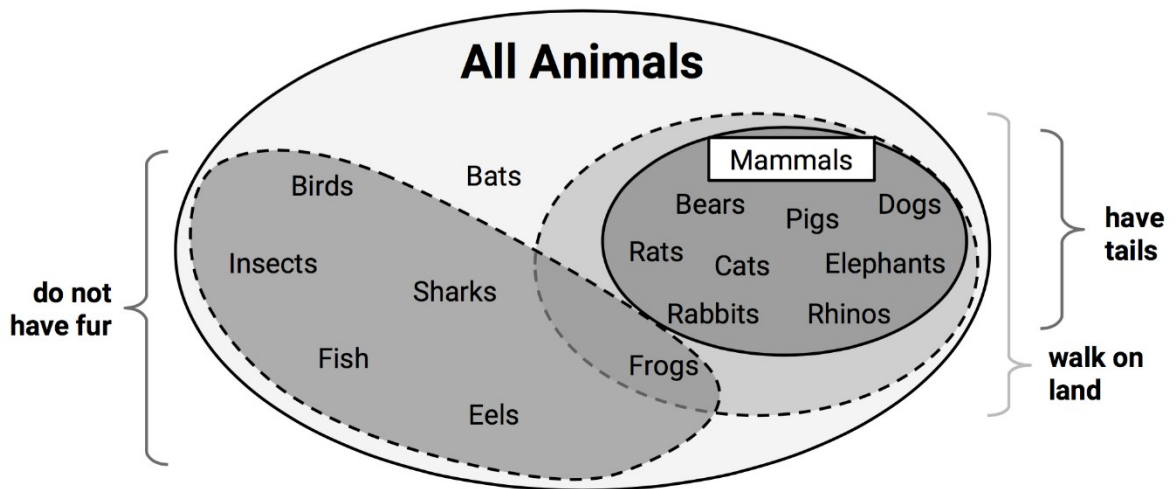 All Animals
Mammals
Birds
Bats
Bears
Pigs
Dogs
Insects
Sharks
Rats
Cats
Elephants
Rabbits
Rhinos
Fish
Frogs
Eels
do not
have fur
have
tails
walk on
land